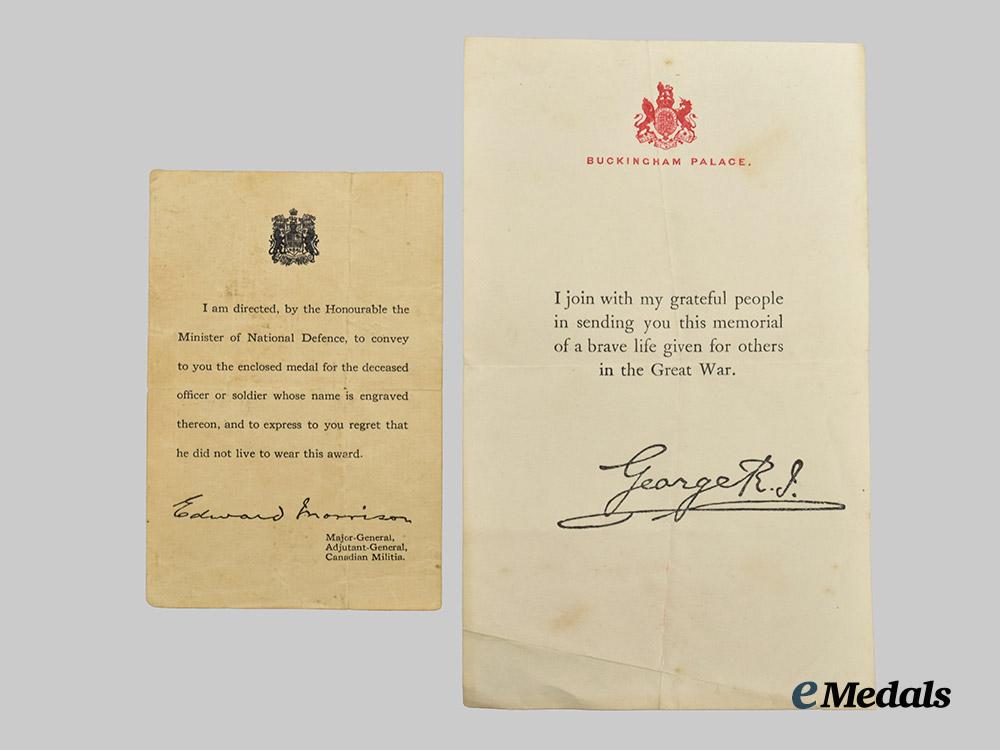 I am directed, by the Honourable the
Minister of National Defence, to convey
to you the enclosed medal for the deceased
officer or soldier whose name is engraved
thereon, and to express to you regret that
he did not live to wear this award.
Edward Morrison
Major-General,
Adjutant-General,
Canadian Militia.
BUCKINGHAM PALACE.
I join with my grateful people
in sending you this memorial
of a brave life given for others
in the Great War.
George R.I.
eMedals